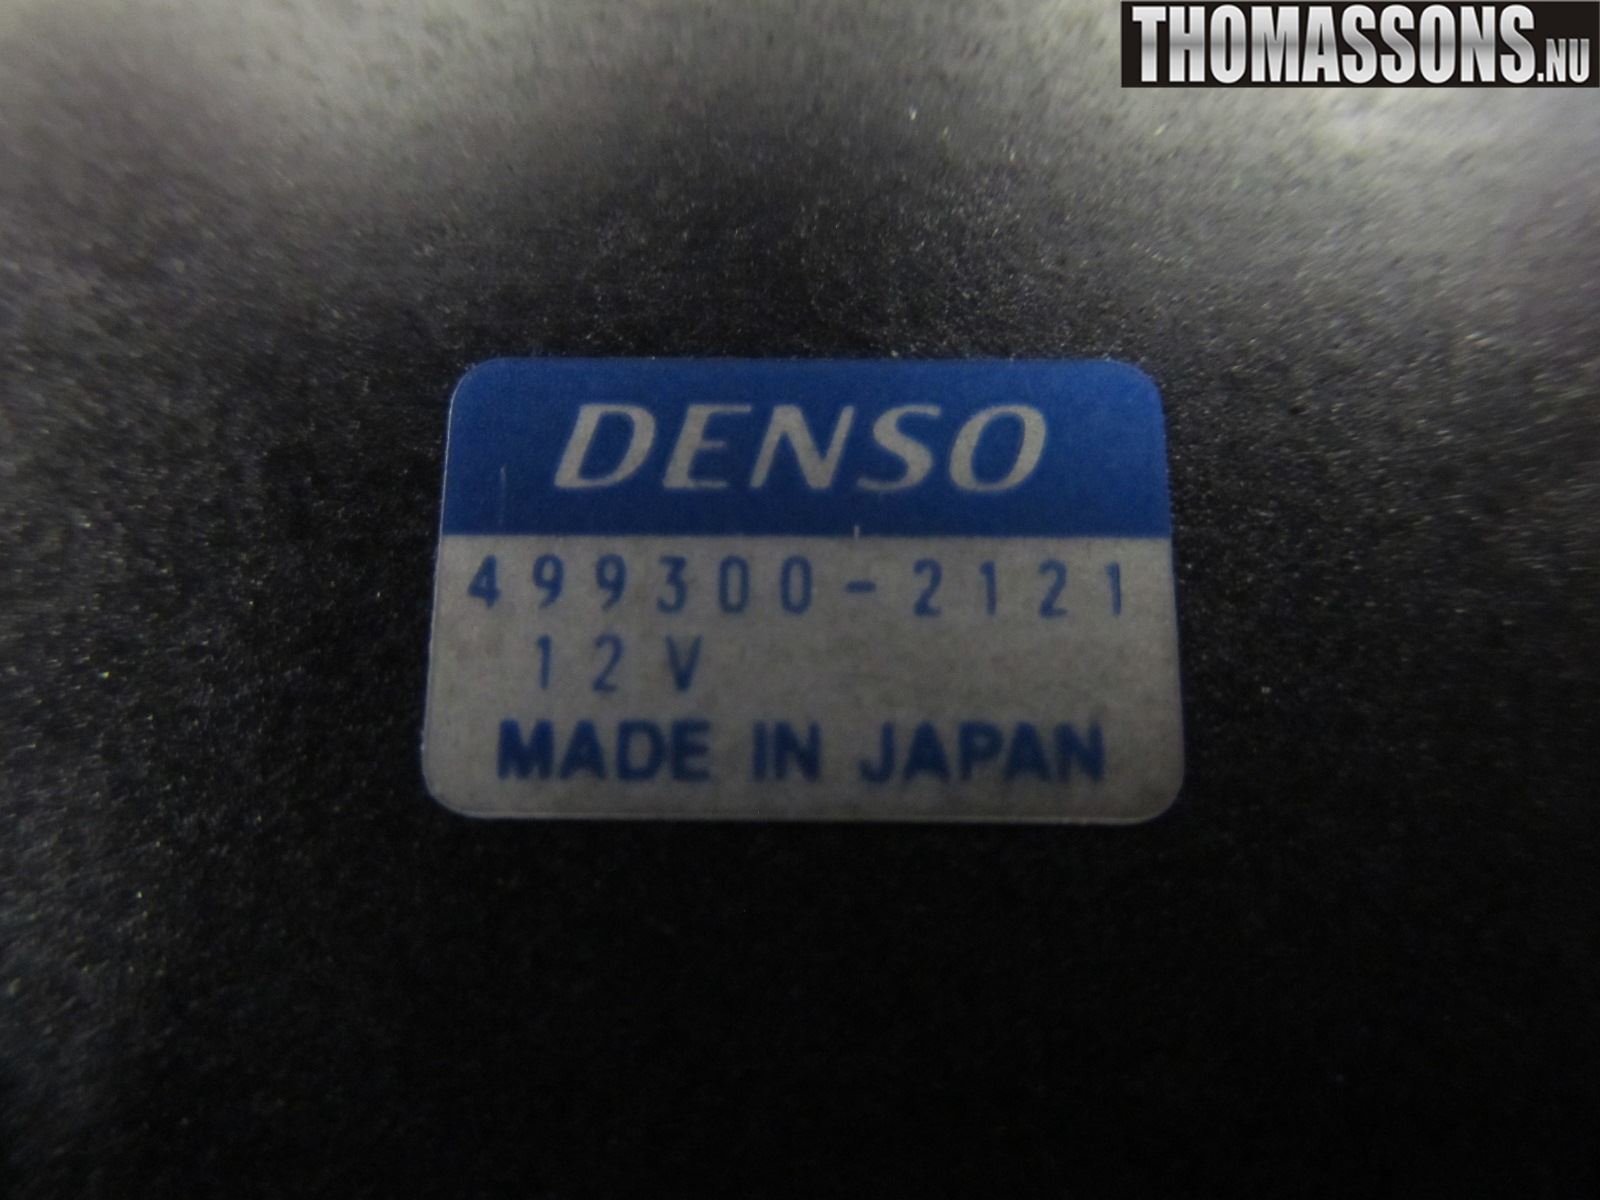 THOMASSONS.NU
DENSO
499300-2121
12V
MADE IN JAPAN